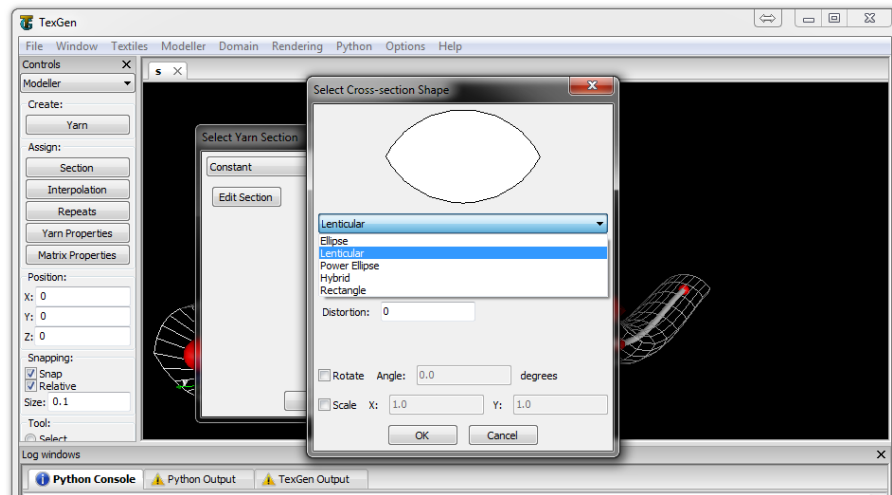 TexGen
File Window Textiles Modeller Domain Rendering Python Options Help
Controls X
s
Modeller
Create:
Yarn
Assign:
Section
Interpolation
Repeats
Yarn Properties
Matrix Properties
Position:
X: 0
Y: 0
Z: 0
Snapping:
Snap
Relative
Size: 0.1
Tool:
Select
Select Yarn Section
Constant
Edit Section
Select Cross-section Shape
Lenticular
Ellipse
Lenticular
Power Ellipse
Hybrid
Rectangle
Distortion: 0
Rotate Angle: 0.0 degrees
Scale X: 1.0 Y: 1.0
OK Cancel
Log windows
Python Console Python Output TexGen Output